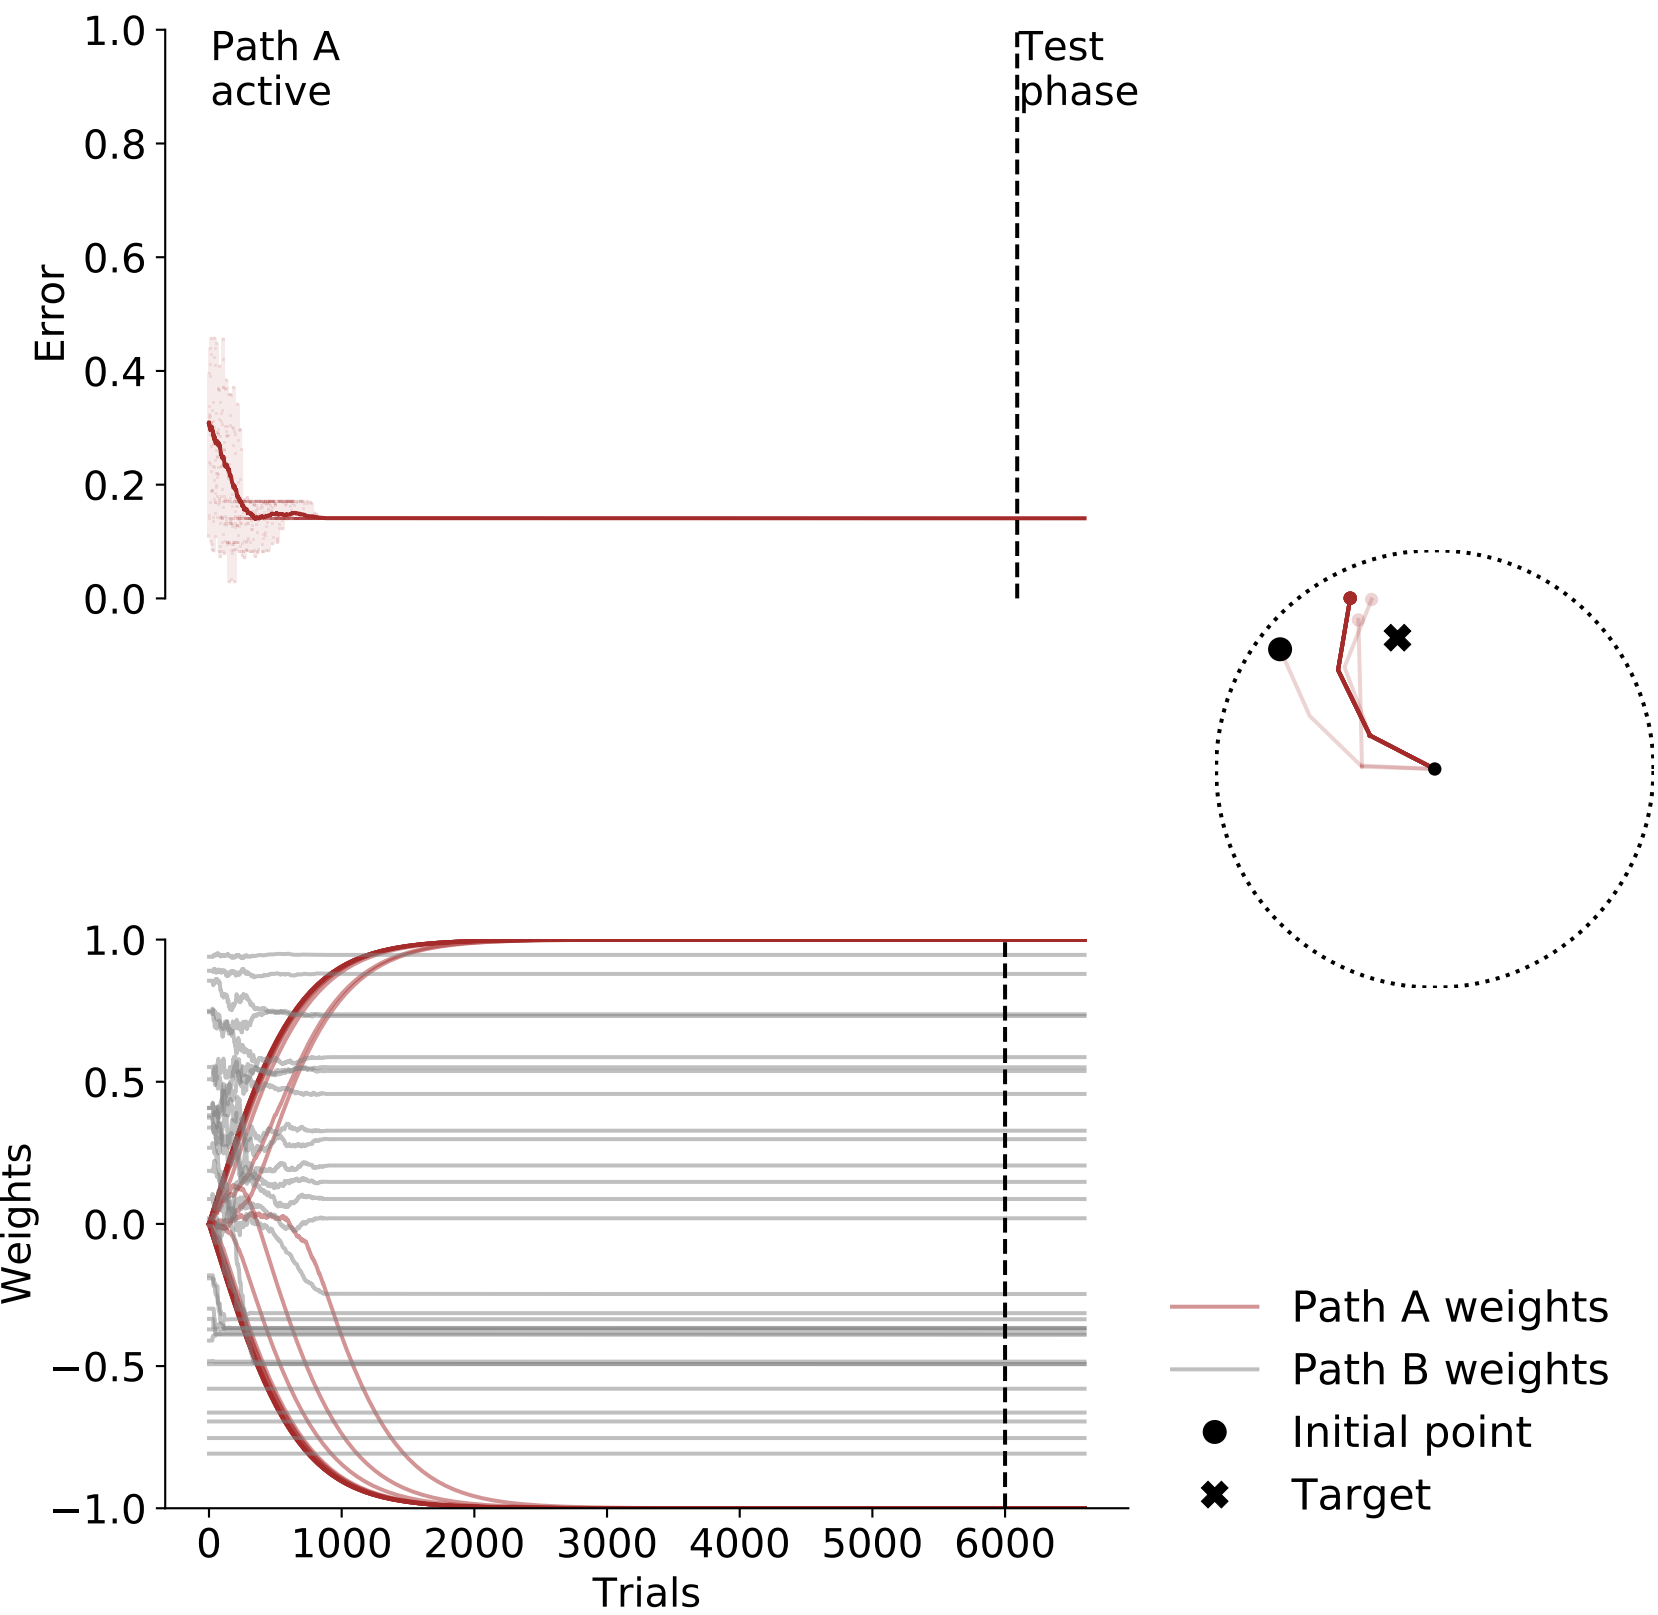 1.0
Path A
active
Test
phase
0.8
0.6
Error
0.4
0.2
0.0
1.0
0.5
Weights
0.0
−0.5
−1.0
0 1000 2000 3000 4000 5000 6000
Trials
Path A weights
Path B weights
Initial point
Target